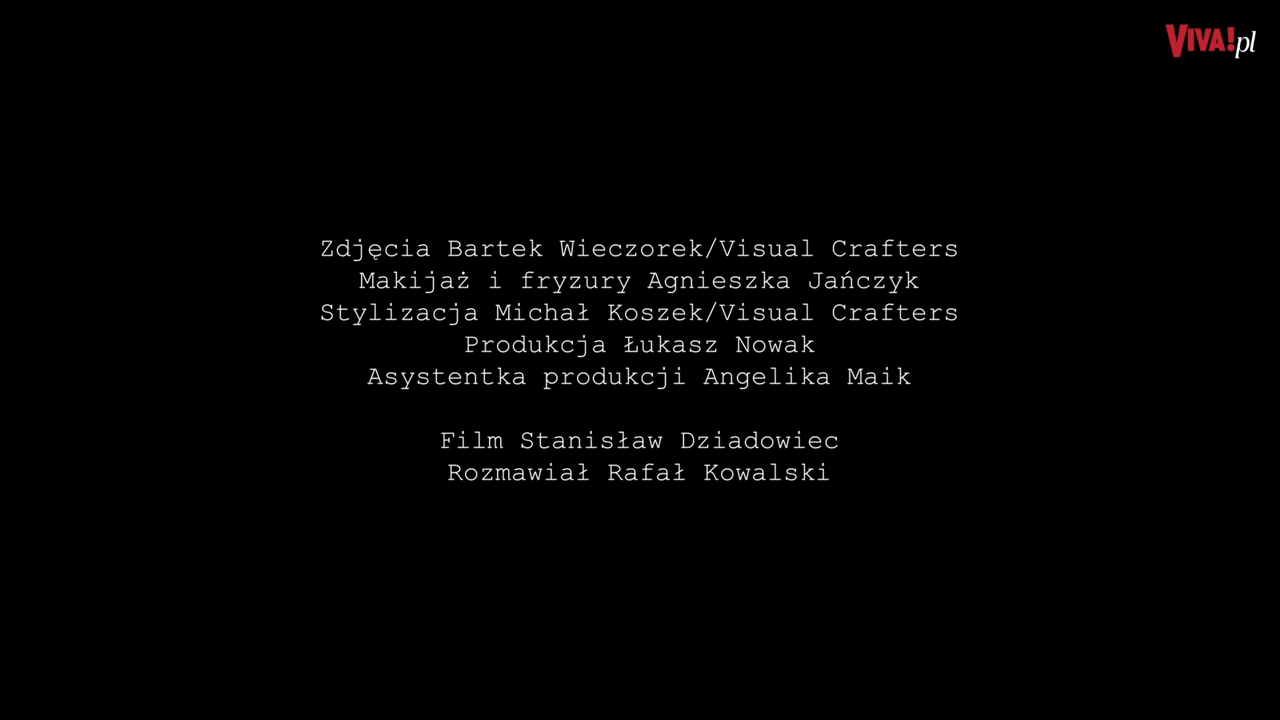 VIVA!pl
Zdjęcia Bartek Wieczorek/Visual Crafters
Makijaż i fryzury Agnieszka Jańczyk
Stylizacja Michał Koszek/Visual Crafters
Produkcja Łukasz Nowak
Asystentka produkcji Angelika Maik
Film Stanisław Dziadowiec
Rozmawiał Rafał Kowalski